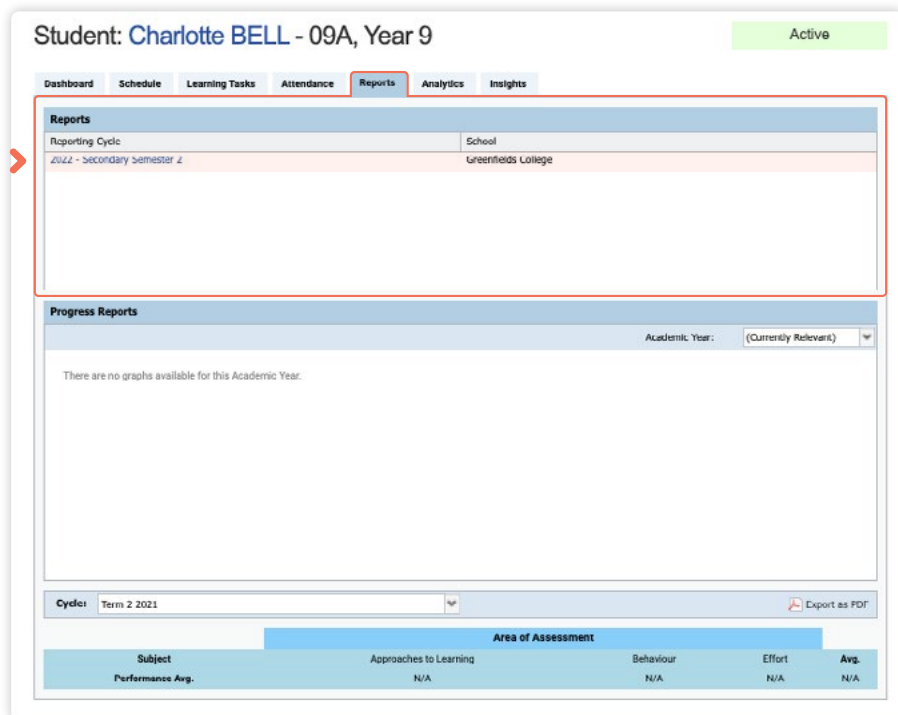 Student: Charlotte BELL - 09A, Year 9
Active
Dashboard Schedule Learning Tasks Attendance Reports Analytics Insights
Reports
Reporting Cycle School
2022 - Secondary Semester 2 Greenfields College
Progress Reports
Academic Year: (Currently Relevant)
There are no graphs available for this Academic Year.
Cycle: Term 2 2021 Export as PDF
Area of Assessment
Subject Approaches to Learning Behaviour Effort Avg.
Performance Avg. N/A N/A N/A N/A